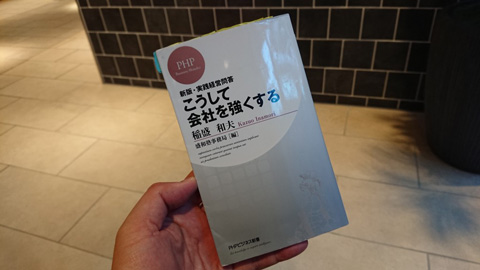 PHP
Business Shinsho
新版・実践経営問答
こうして
会社を強くする
稲盛 和夫 Kazuo Inamori
盛和塾事務局[編]
PHPビジネス新書